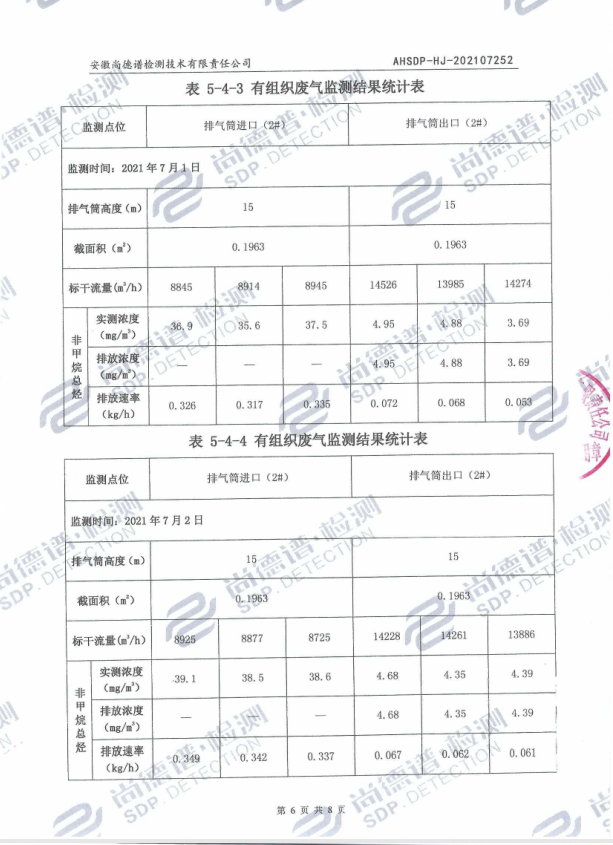 安徽尚德谱检测技术有限责任公司 AHSDP-HJ-202107252
表 5-4-3 有组织废气监测结果统计表
监测点位 排气筒进口（2#） 排气筒出口（2#）
监测时间：2021 年 7 月 1 日
排气筒高度（m） 15 15
截面积（m²） 0.1963 0.1963
标干流量(m³/h) 8845 8914 8945 14526 13985 14274
非甲烷总烃
实测浓度（mg/m³） 36.9 35.6 37.5 4.95 4.88 3.69
排放浓度（mg/m³） — — — 4.95 4.88 3.69
排放速率（kg/h） 0.326 0.317 0.335 0.072 0.068 0.053
表 5-4-4 有组织废气监测结果统计表
监测点位 排气筒进口（2#） 排气筒出口（2#）
监测时间：2021 年 7 月 2 日
排气筒高度（m） 15 15
截面积（m²） 0.1963 0.1963
标干流量(m³/h) 8925 8877 8725 14228 14261 13886
非甲烷总烃
实测浓度（mg/m³） 39.1 38.5 38.6 4.68 4.35 4.39
排放浓度（mg/m³） — — — 4.68 4.35 4.39
排放速率（kg/h） 0.349 0.342 0.337 0.067 0.062 0.061
第 6 页 共 8 页
尚德谱·检测
SDP.DETECTION